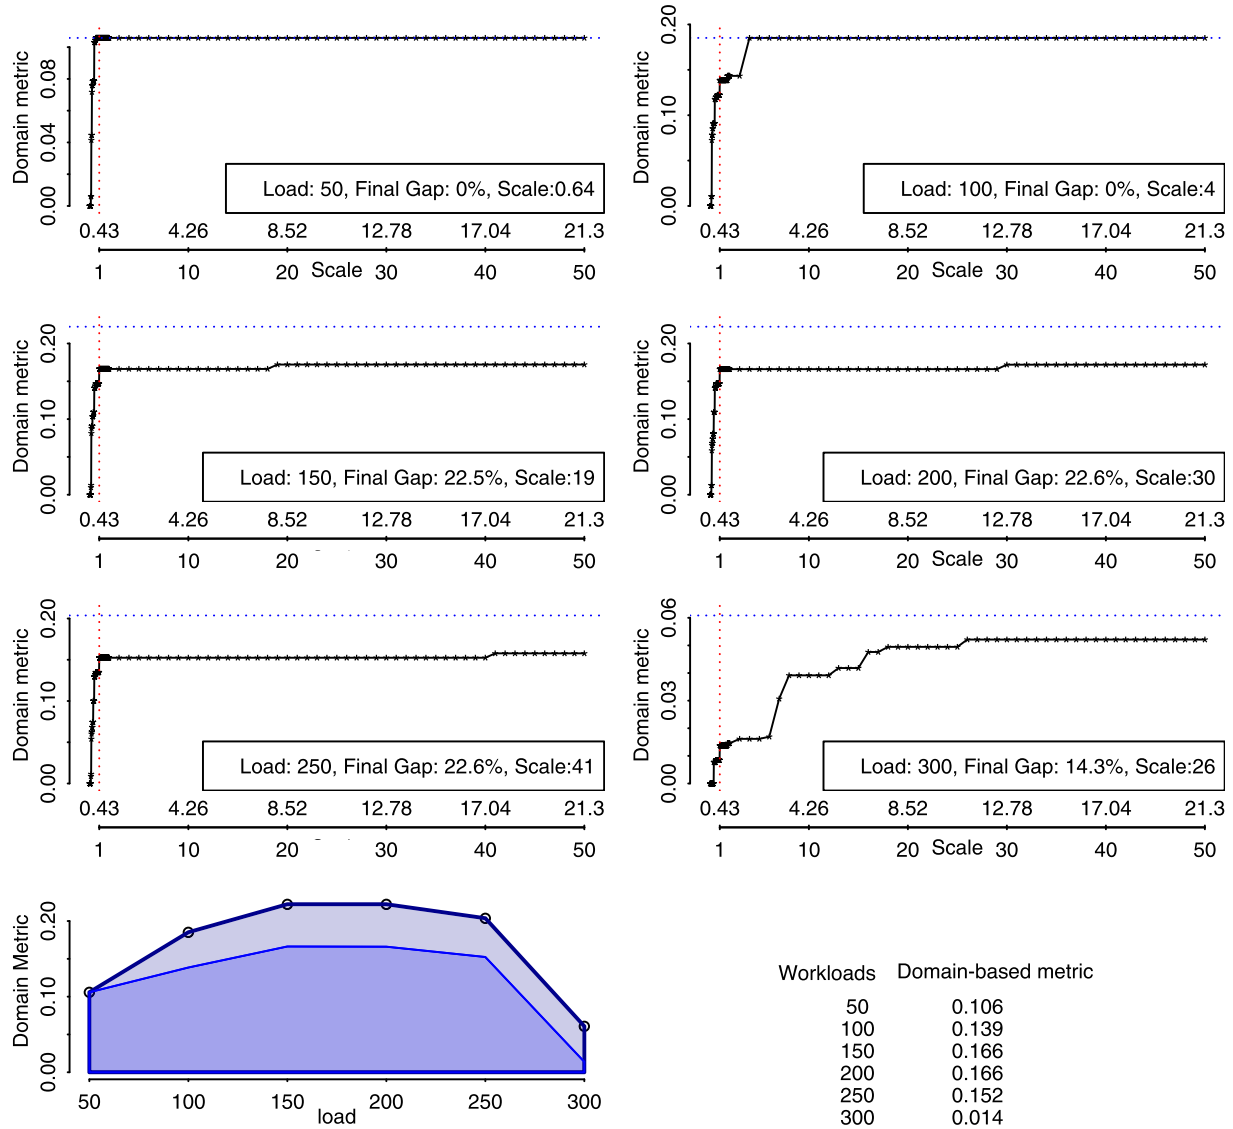 Domain metric
0.00 0.04 0.08
Load: 50, Final Gap: 0%, Scale:0.64
0.43 4.26 8.52 12.78 17.04 21.3
1 10 20 Scale 30 40 50
Domain metric
0.00 0.10 0.20
Load: 100, Final Gap: 0%, Scale:4
0.43 4.26 8.52 12.78 17.04 21.3
1 10 20 Scale 30 40 50
Domain metric
0.00 0.10 0.20
Load: 150, Final Gap: 22.5%, Scale:19
0.43 4.26 8.52 12.78 17.04 21.3
1 10 20 30 40 50
Domain metric
0.00 0.10 0.20
Load: 200, Final Gap: 22.6%, Scale:30
0.43 4.26 8.52 12.78 17.04 21.3
1 10 20 Scale 30 40 50
Domain metric
0.00 0.10 0.20
Load: 250, Final Gap: 22.6%, Scale:41
0.43 4.26 8.52 12.78 17.04 21.3
1 10 20 30 40 50
Domain metric
0.00 0.03 0.06
Load: 300, Final Gap: 14.3%, Scale:26
0.43 4.26 8.52 12.78 17.04 21.3
1 10 20 Scale 30 40 50
Domain Metric
0.00 0.10 0.20
50 100 150 200 250 300
load
Workloads Domain-based metric
50 0.106
100 0.139
150 0.166
200 0.166
250 0.152
300 0.014